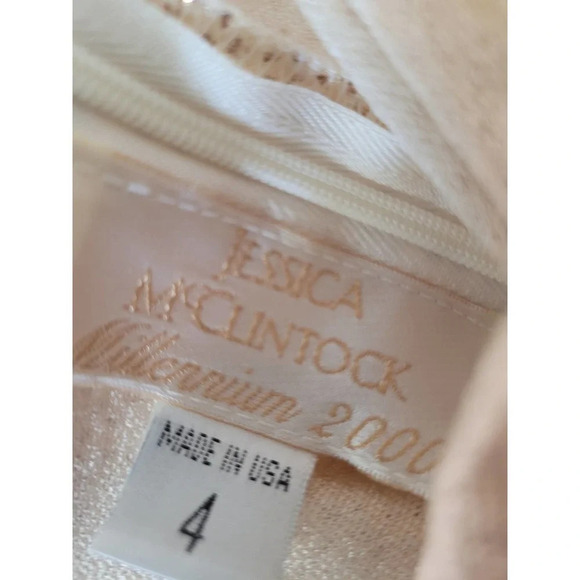 JESSICA
McCLINTOCK
Millennium 2000
MADE IN USA
4